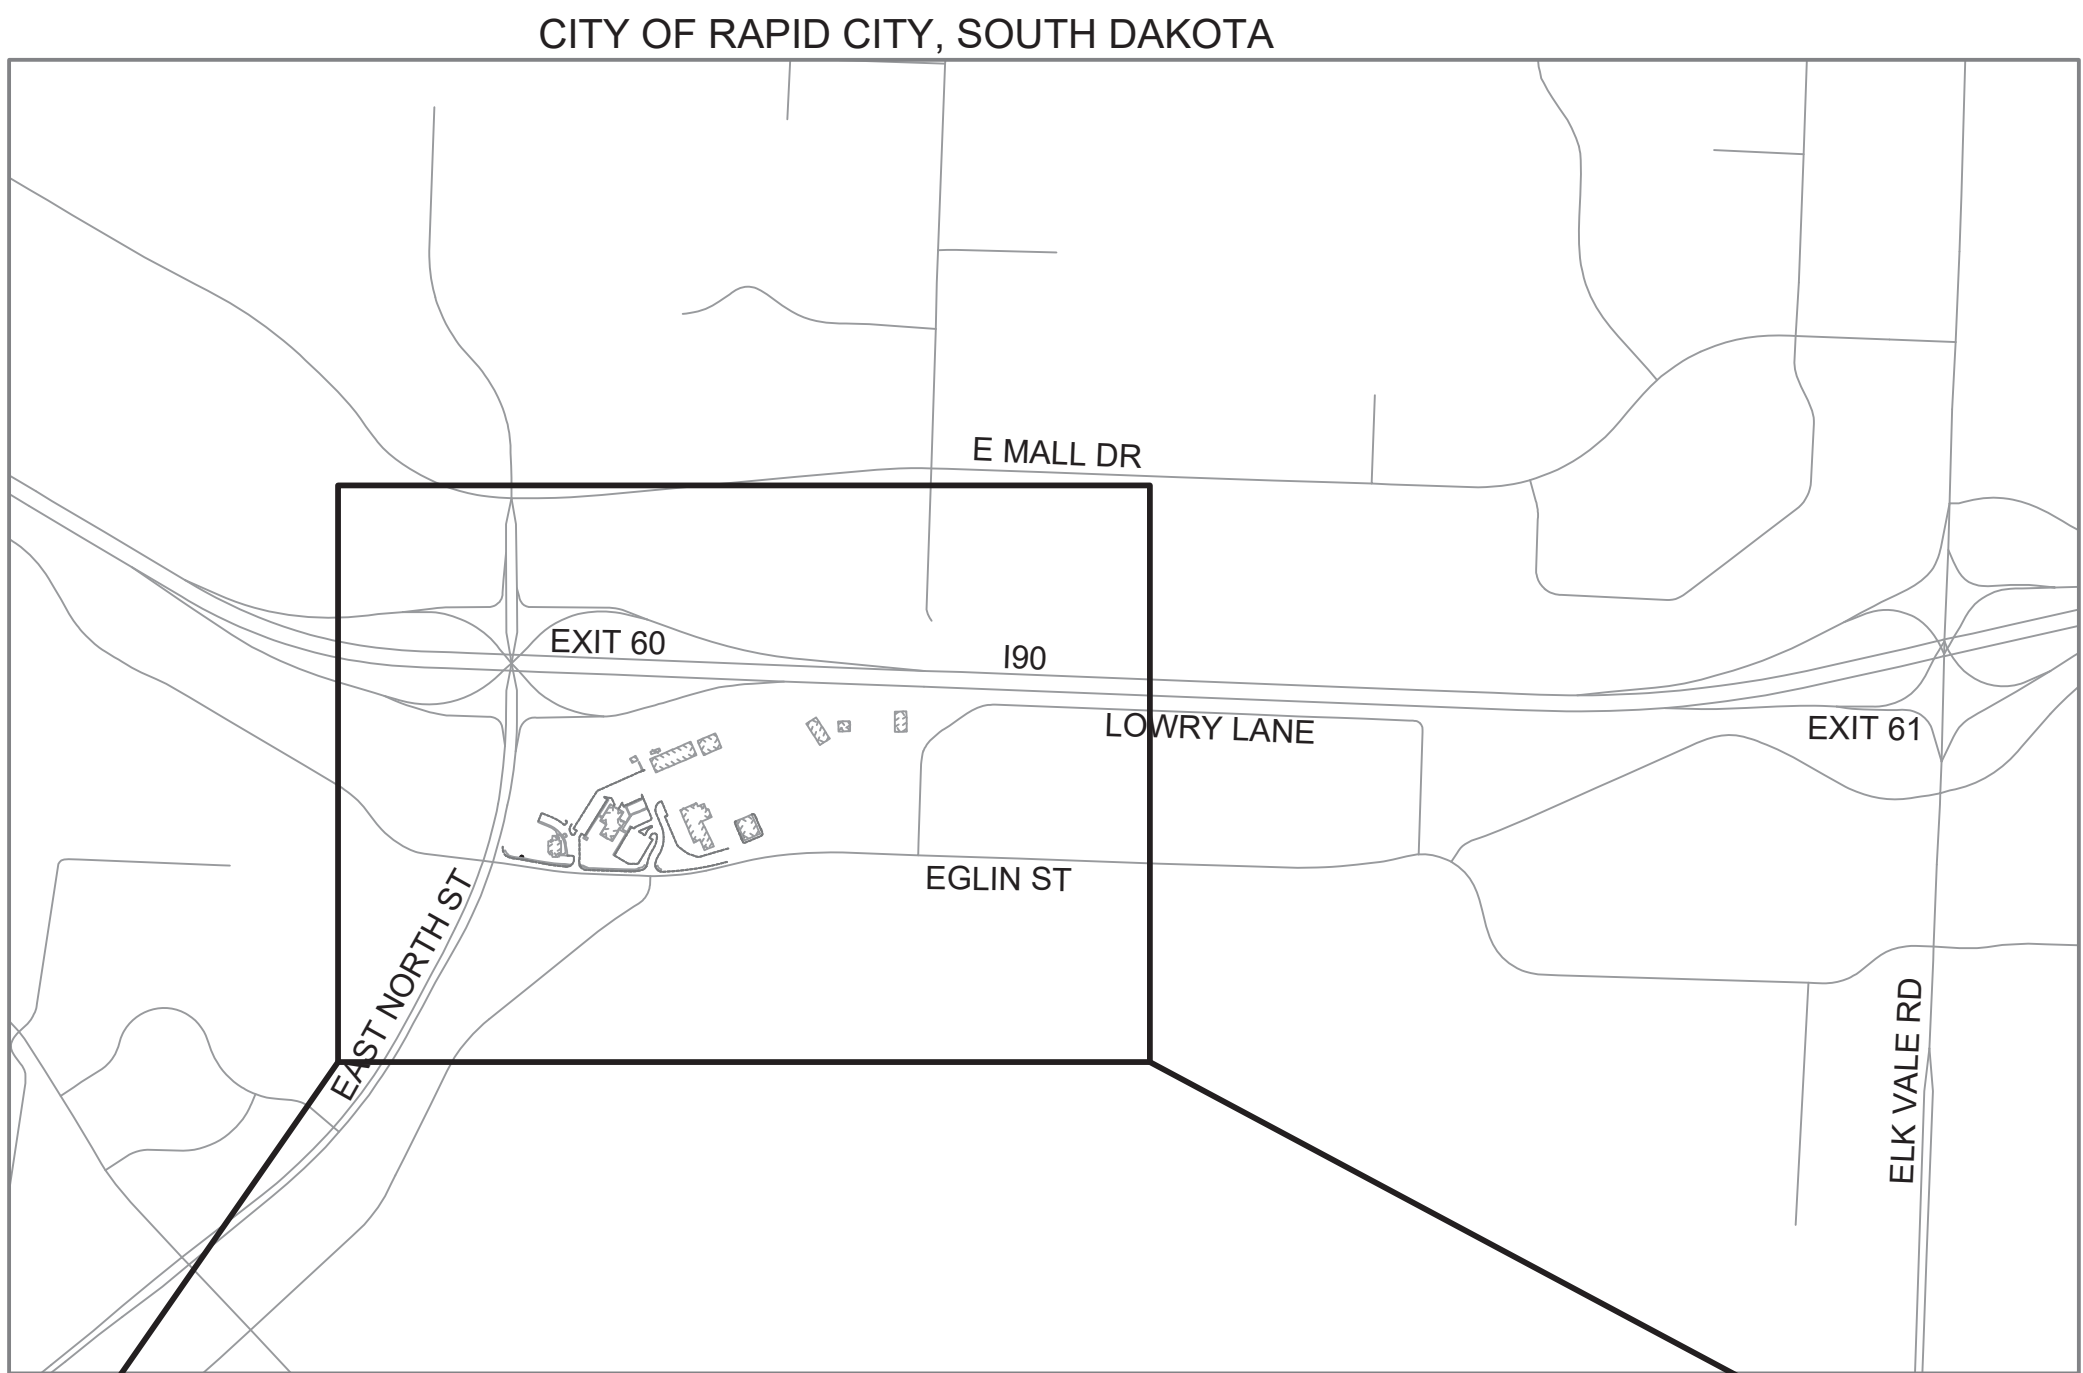 CITY OF RAPID CITY, SOUTH DAKOTA
E MALL DR
EXIT 60
I90
LOWRY LANE
EXIT 61
EGLIN ST
EAST NORTH ST
ELK VALE RD